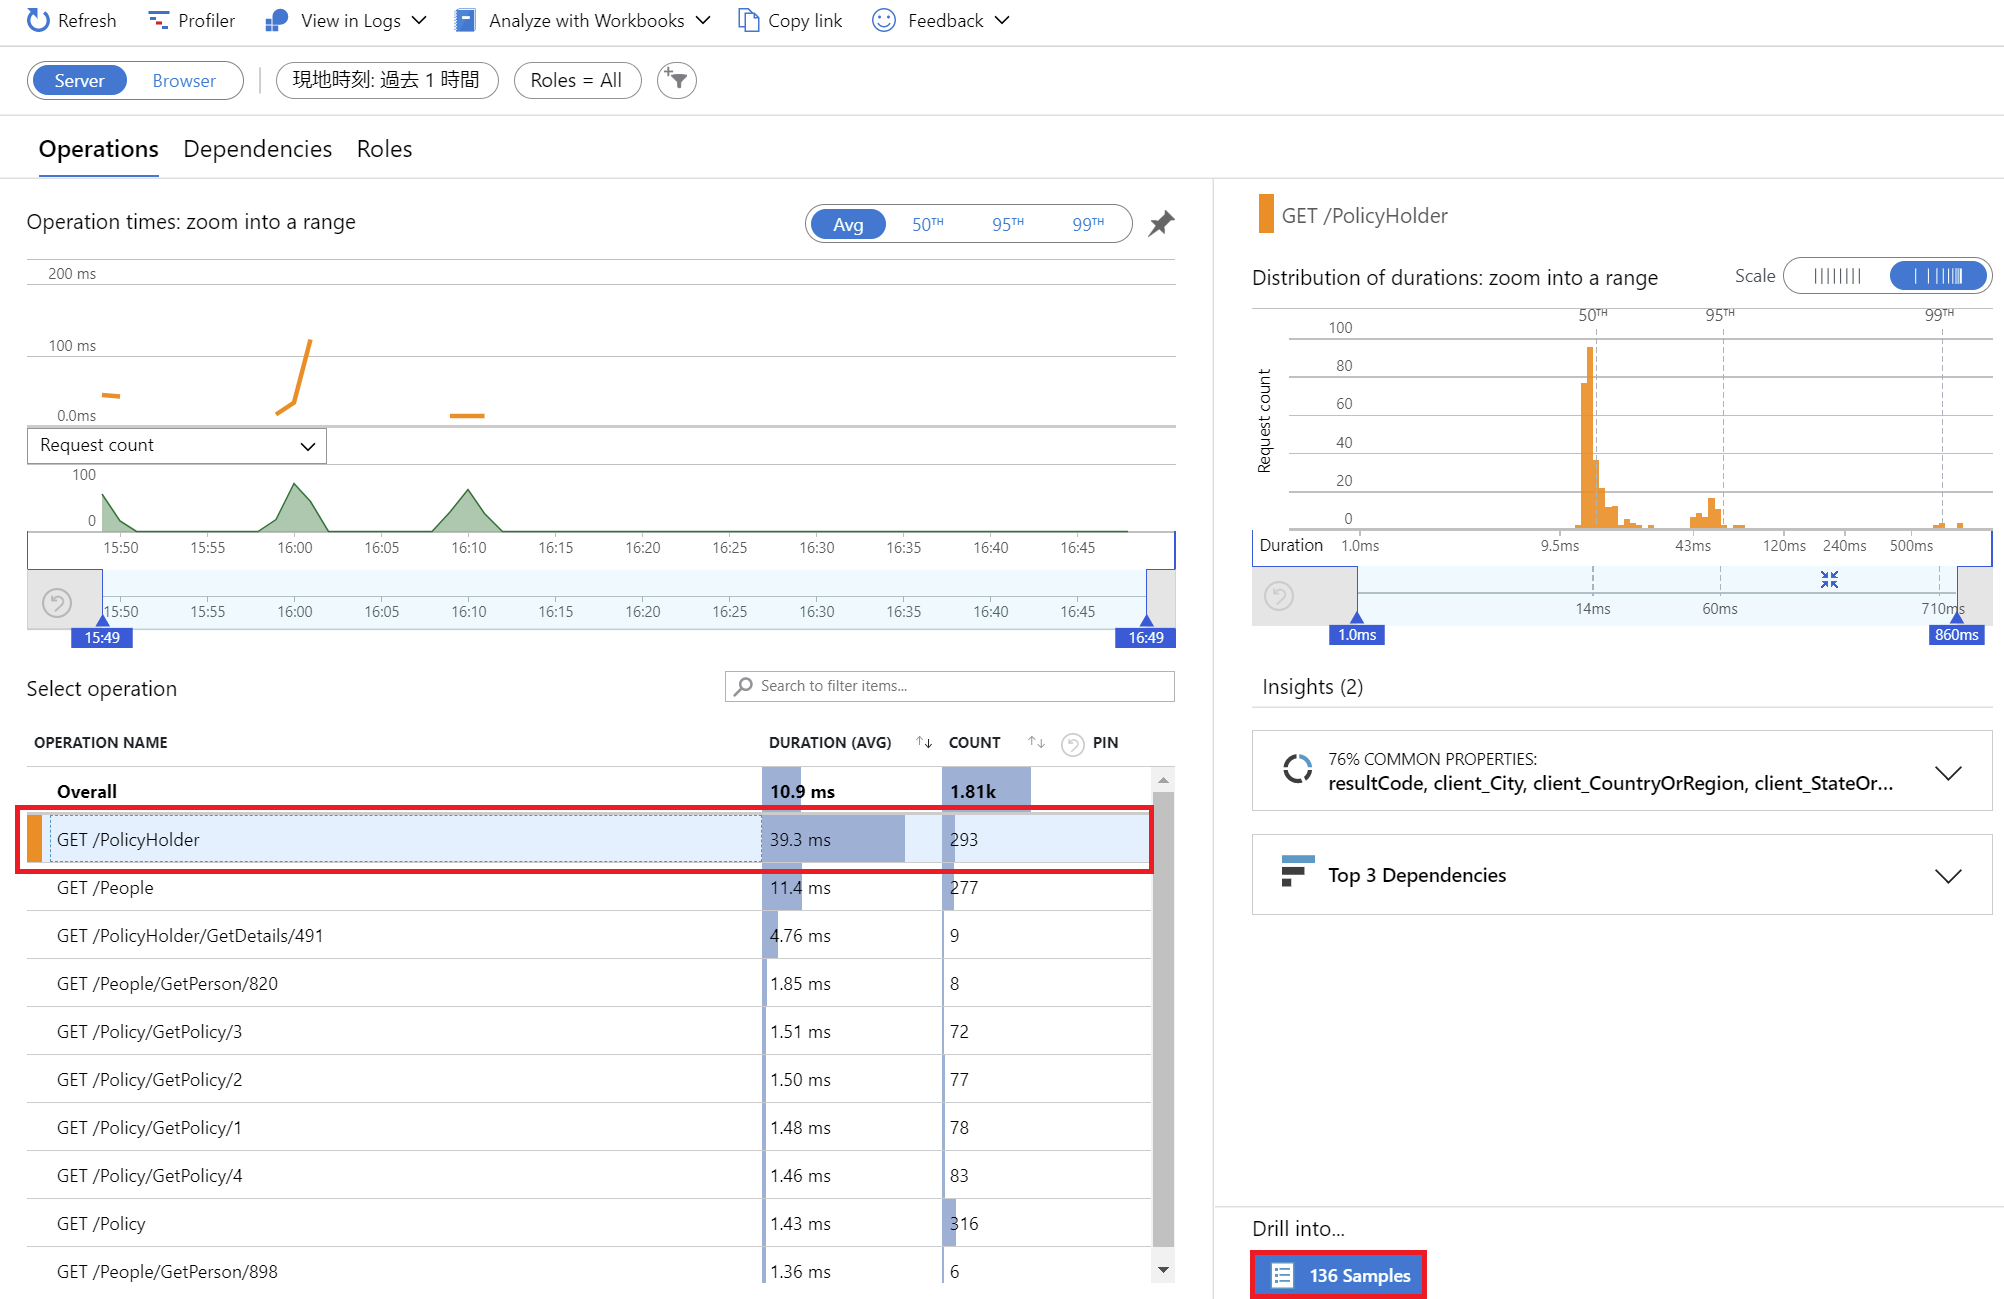 Refresh Profiler View in Logs Analyze with Workbooks Copy link Feedback
Server Browser 現地時刻: 過去 1 時間 Roles = All
Operations Dependencies Roles
Operation times: zoom into a range Avg 50TH 95TH 99TH
200 ms
100 ms
0.0ms
Request count
100
0
15:50 15:55 16:00 16:05 16:10 16:15 16:20 16:25 16:30 16:35 16:40 16:45
15:50 15:55 16:00 16:05 16:10 16:15 16:20 16:25 16:30 16:35 16:40 16:45
15:49 16:49
Select operation Search to filter items...
OPERATION NAME DURATION (AVG) COUNT PIN
Overall 10.9 ms 1.81k
GET /PolicyHolder 39.3 ms 293
GET /People 11.4 ms 277
GET /PolicyHolder/GetDetails/491 4.76 ms 9
GET /People/GetPerson/820 1.85 ms 8
GET /Policy/GetPolicy/3 1.51 ms 72
GET /Policy/GetPolicy/2 1.50 ms 77
GET /Policy/GetPolicy/1 1.48 ms 78
GET /Policy/GetPolicy/4 1.46 ms 83
GET /Policy 1.43 ms 316
GET /People/GetPerson/898 1.36 ms 6
GET /PolicyHolder
Distribution of durations: zoom into a range Scale
50TH 95TH 99TH
Request count
100
80
60
40
20
0
Duration 1.0ms 9.5ms 43ms 120ms 240ms 500ms
14ms 60ms 710ms
1.0ms 860ms
Insights (2)
76% COMMON PROPERTIES:
resultCode, client_City, client_CountryOrRegion, client_StateOr...
Top 3 Dependencies
Drill into...
136 Samples